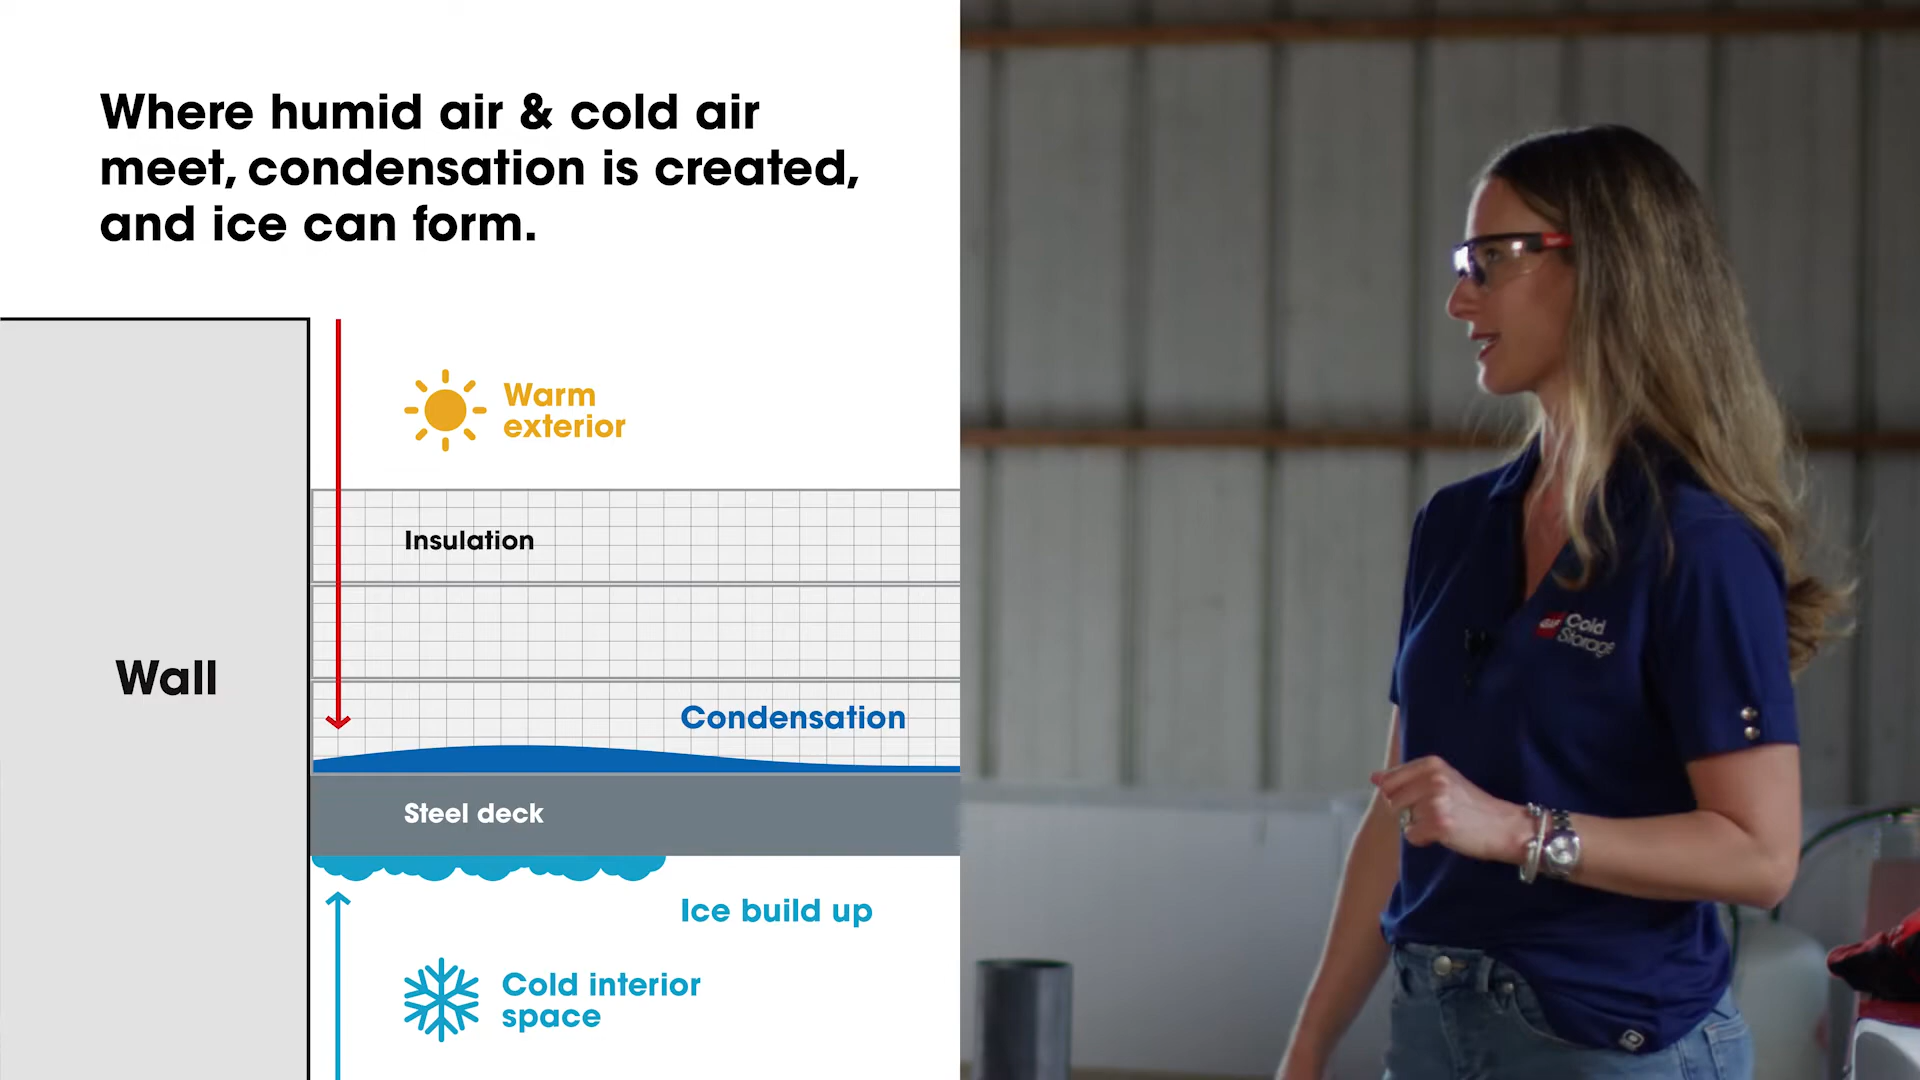 Where humid air & cold air
meet, condensation is created,
and ice can form.
Warm
exterior
Insulation
Wall
Condensation
Steel deck
Ice build up
Cold interior
space
GAF Cold
Storage